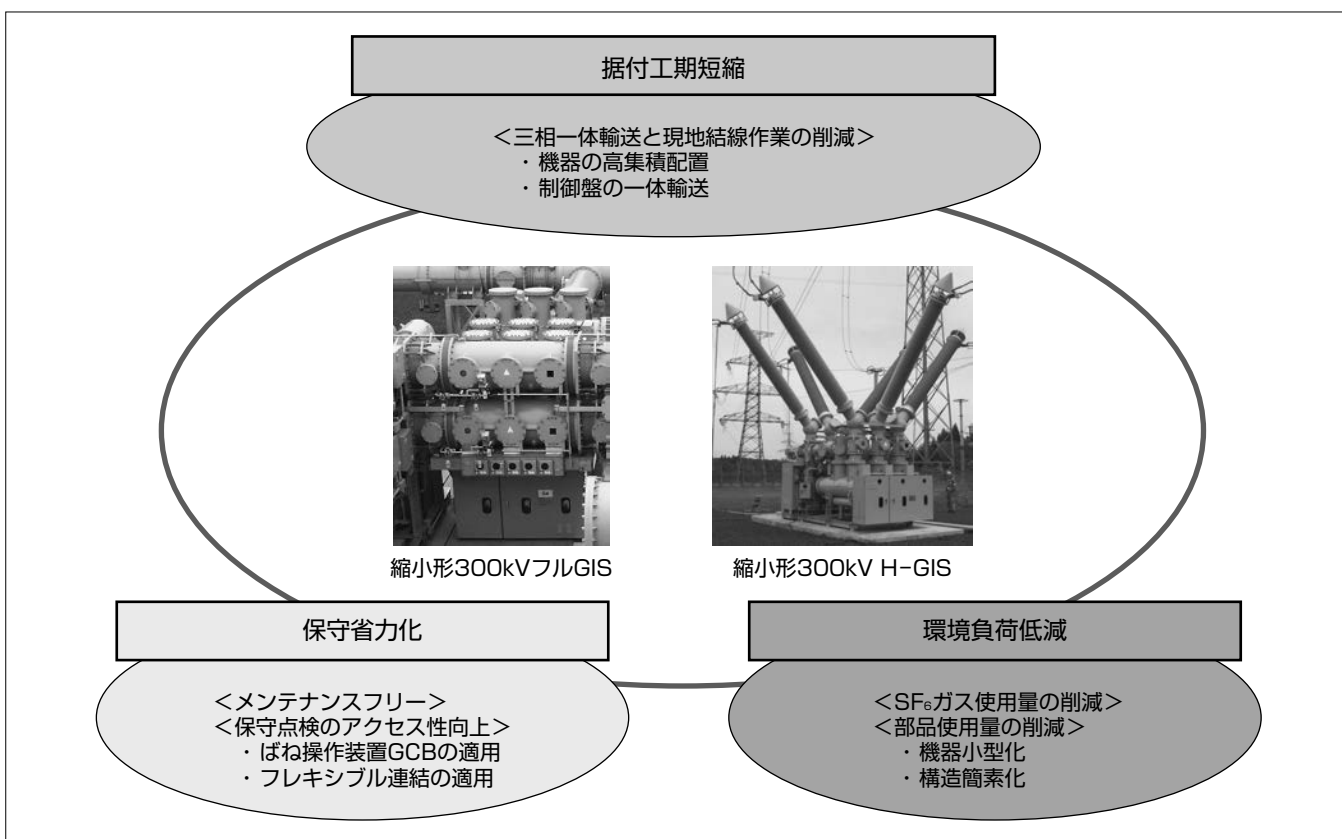 据付工期短縮
＜三相一体輸送と現地結線作業の削減＞
・機器の高集積配置
・制御盤の一体輸送
縮小形300kVフルGIS
縮小形300kV H-GIS
保守省力化
＜メンテナンスフリー＞
＜保守点検のアクセス性向上＞
・ばね操作装置GCBの適用
・フレキシブル連結の適用
環境負荷低減
＜SF₆ガス使用量の削減＞
＜部品使用量の削減＞
・機器小型化
・構造簡素化